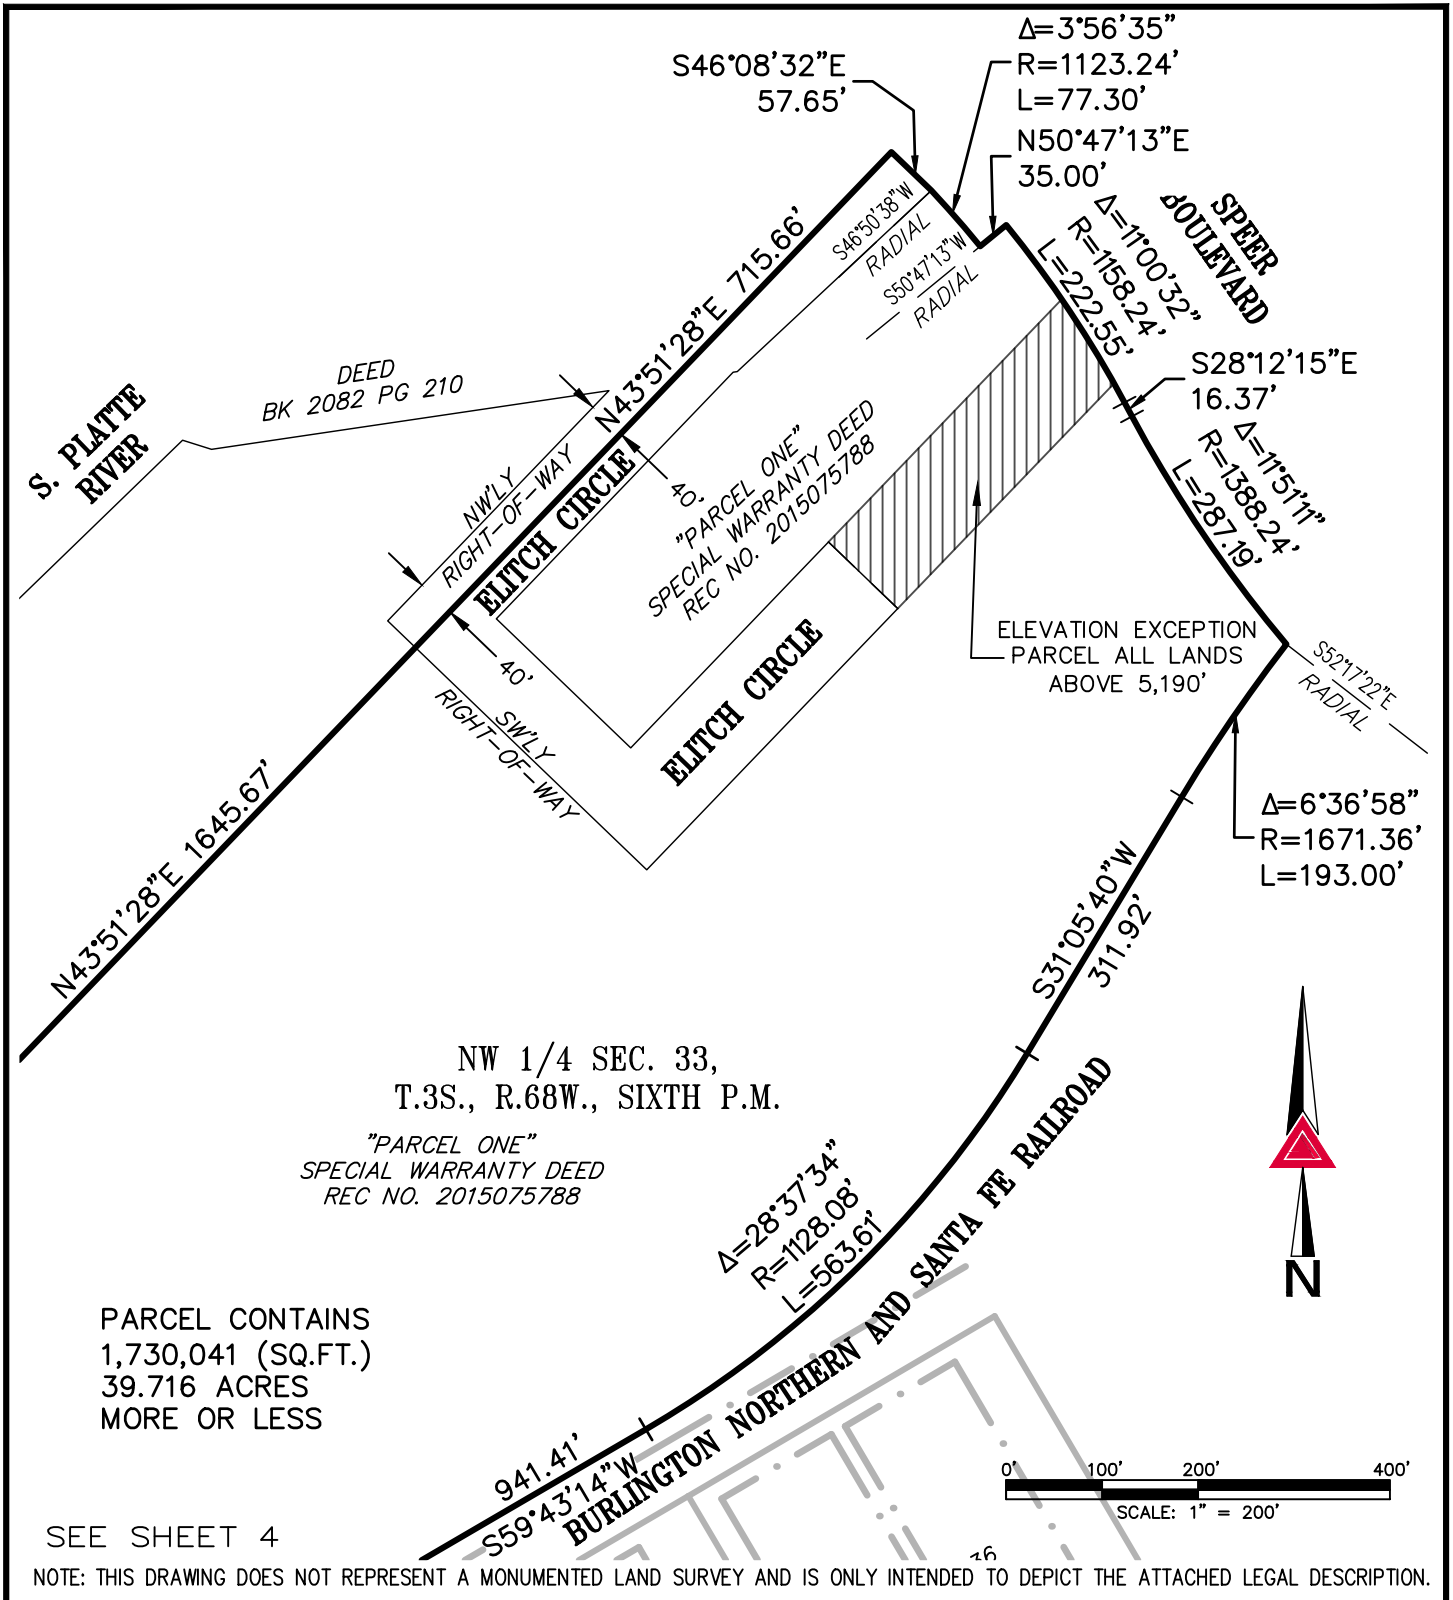 Δ=3°56'35"
R=1123.24'
L=77.30'
S46°08'32"E
57.65'
N50°47'13"E
35.00'
SPEER
BOULEVARD
Δ=11°00'32"
R=1158.24'
L=222.55'
S46°50'38"W
RADIAL
S50°47'13"W
RADIAL
N43°51'28"E 715.66'
S28°12'15"E
16.37'
DEED
BK 2082 PG 210
S. PLATTE
RIVER
NW'LY
RIGHT-OF-WAY
ELITCH CIRCLE
40'
"PARCEL ONE"
SPECIAL WARRANTY DEED
REC NO. 2015075788
Δ=11°51'11"
R=1388.24'
L=287.19'
ELEVATION EXCEPTION
PARCEL ALL LANDS
ABOVE 5,190'
S52°17'22"E
RADIAL
40'
SW'LY
RIGHT-OF-WAY
ELITCH CIRCLE
Δ=6°36'58"
R=1671.36'
L=193.00'
N43°51'28"E 1645.67'
S31°05'40"W
311.92'
NW 1/4 SEC. 33,
T.3S., R.68W., SIXTH P.M.
"PARCEL ONE"
SPECIAL WARRANTY DEED
REC NO. 2015075788
Δ=28°37'34"
R=1128.08'
L=563.61'
BURLINGTON NORTHERN AND SANTA FE RAILROAD
N
PARCEL CONTAINS
1,730,041 (SQ.FT.)
39.716 ACRES
MORE OR LESS
941.41'
S59°43'14"W
0' 100' 200' 400'
SCALE: 1" = 200'
36
SEE SHEET 4
NOTE: THIS DRAWING DOES NOT REPRESENT A MONUMENTED LAND SURVEY AND IS ONLY INTENDED TO DEPICT THE ATTACHED LEGAL DESCRIPTION.